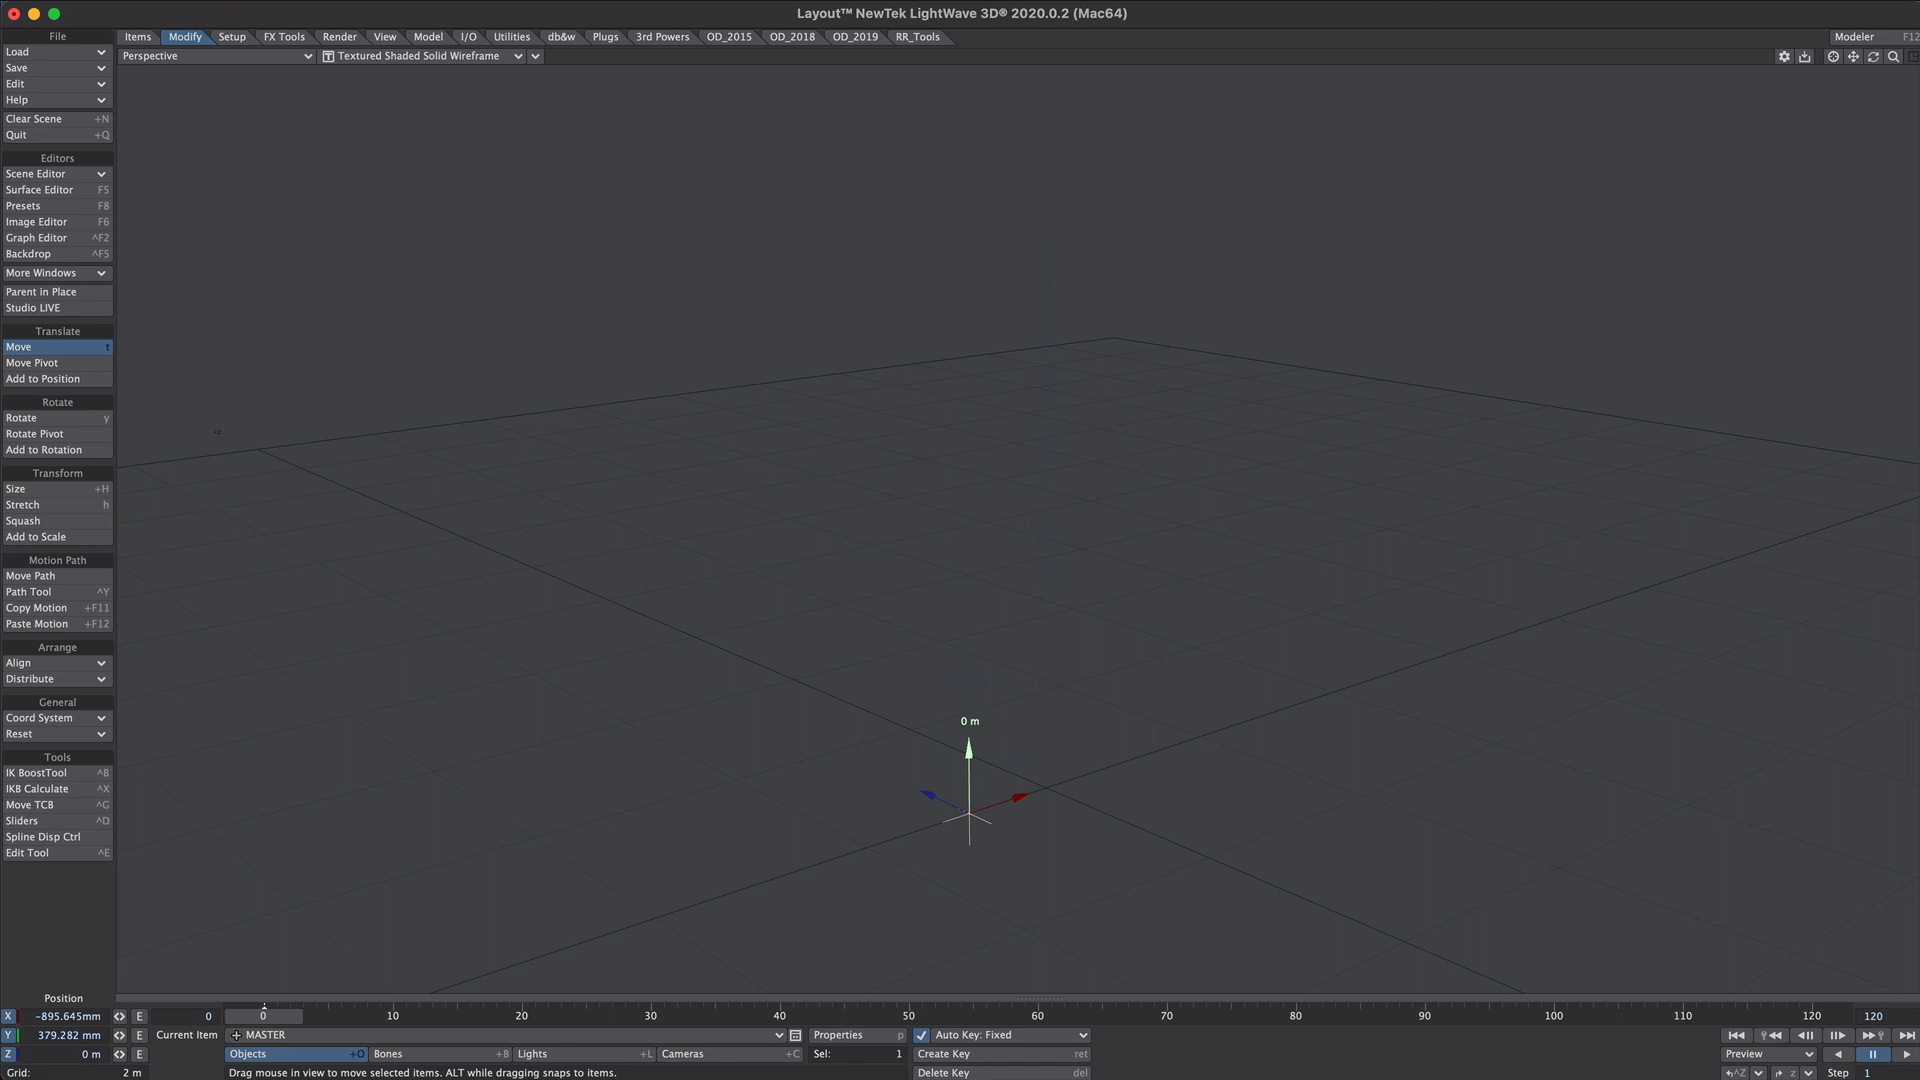 Layout™ NewTek LightWave 3D® 2020.0.2 (Mac64)
File
Items Modify Setup FX Tools Render View Model I/O Utilities db&w Plugs 3rd Powers OD_2015 OD_2018 OD_2019 RR_Tools Modeler F12
Load
Perspective Textured Shaded Solid Wireframe
Save
Edit
Help
Clear Scene +N
Quit +Q
Editors
Scene Editor
Surface Editor F5
Presets F8
Image Editor F6
Graph Editor ^F2
Backdrop ^F5
More Windows
Parent in Place
Studio LIVE
Translate
Move t
Move Pivot
Add to Position
Rotate
Rotate y
Rotate Pivot
Add to Rotation
Transform
Size +H
Stretch h
Squash
Add to Scale
Motion Path
Move Path
Path Tool ^Y
Copy Motion +F11
Paste Motion +F12
Arrange
Align
Distribute
General
Coord System
Reset
Tools
IK BoostTool ^B
IKB Calculate ^X
Move TCB ^G
Sliders ^D
Spline Disp Ctrl
Edit Tool ^E
0 m
Position
X -895.645mm E 0 0 10 20 30 40 50 60 70 80 90 100 110 120 120
Y 379.282 mm E Current Item MASTER Properties p Auto Key: Fixed
Z 0 m E Objects +O Bones +B Lights +L Cameras +C Sel: 1 Create Key ret Preview
Grid: 2 m Drag mouse in view to move selected items. ALT while dragging snaps to items. Delete Key del ^Z z Step 1